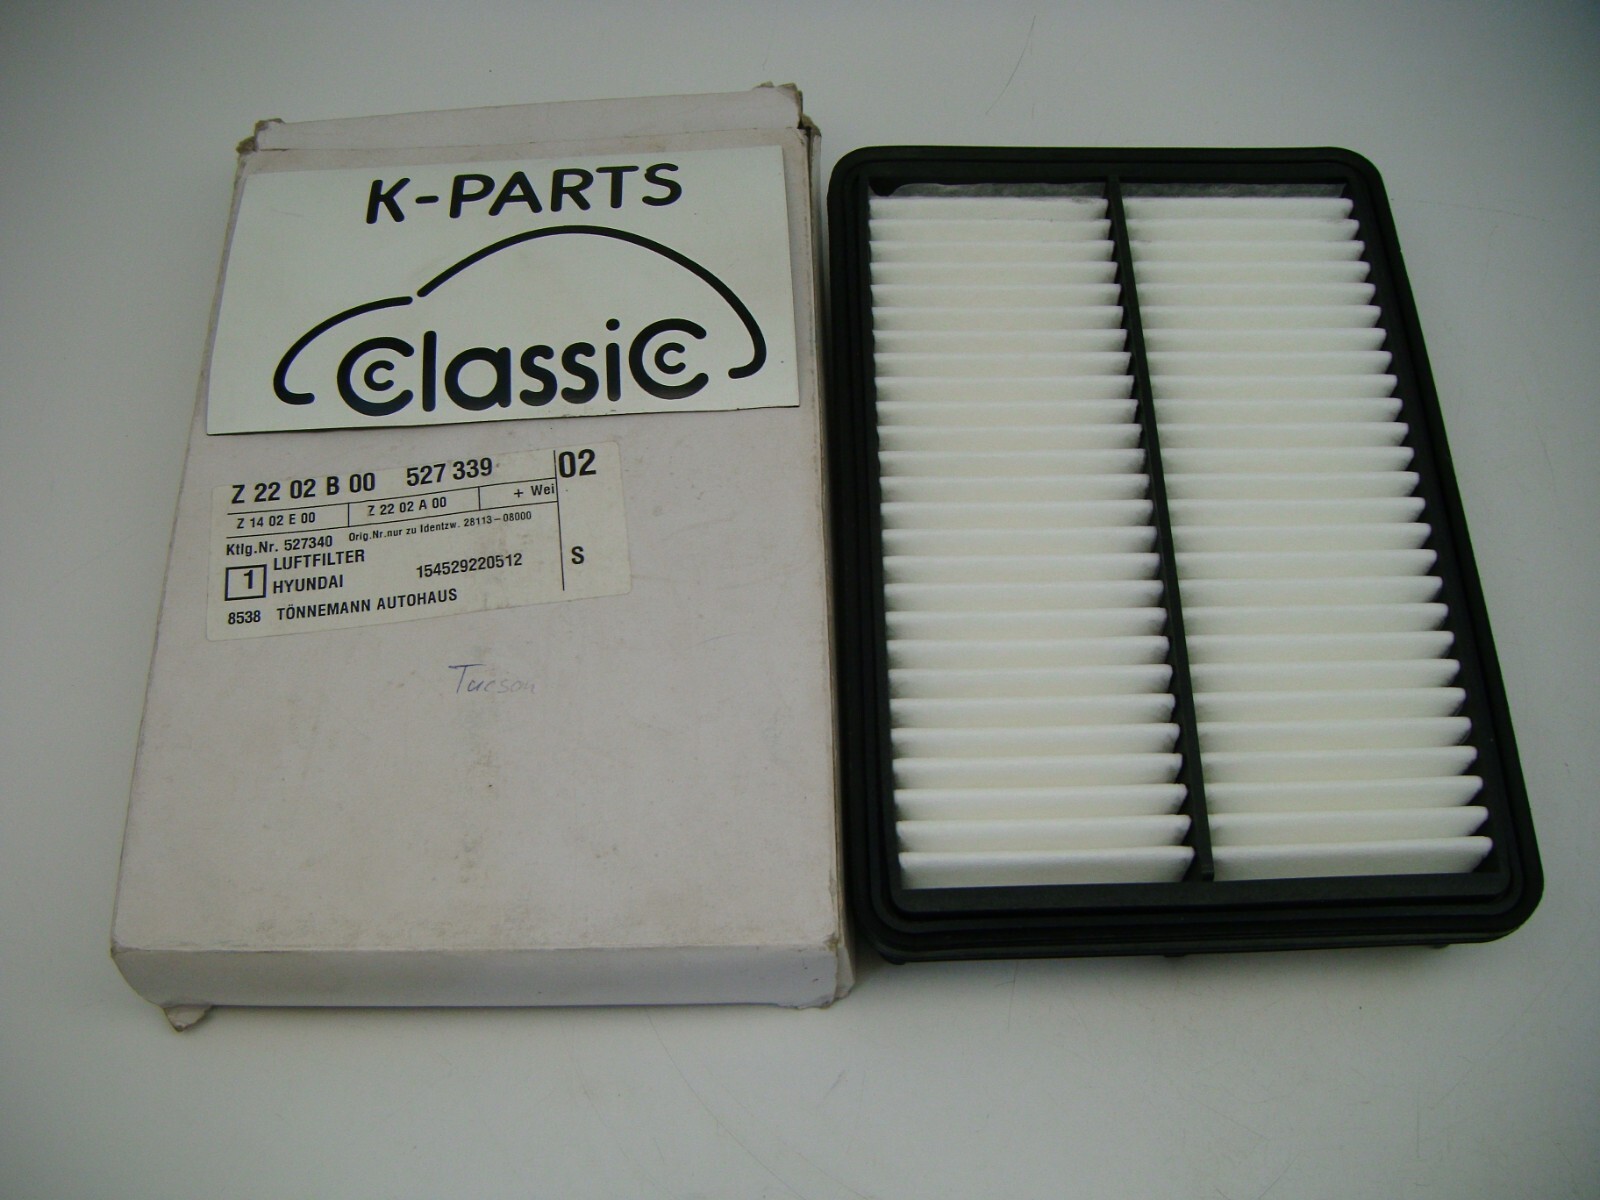 K-PARTS
Classic
C C
Z 22 02 B 00 527 339 02
Z 14 02 E 00 Z 22 02 A 00 + Wei
Ktlg.Nr. 527340 Orig.Nr.nur zu Identzw. 28113-08000
1 LUFTFILTER
HYUNDAI 154529220512 S
8538 TÖNNEMANN AUTOHAUS
Tucson